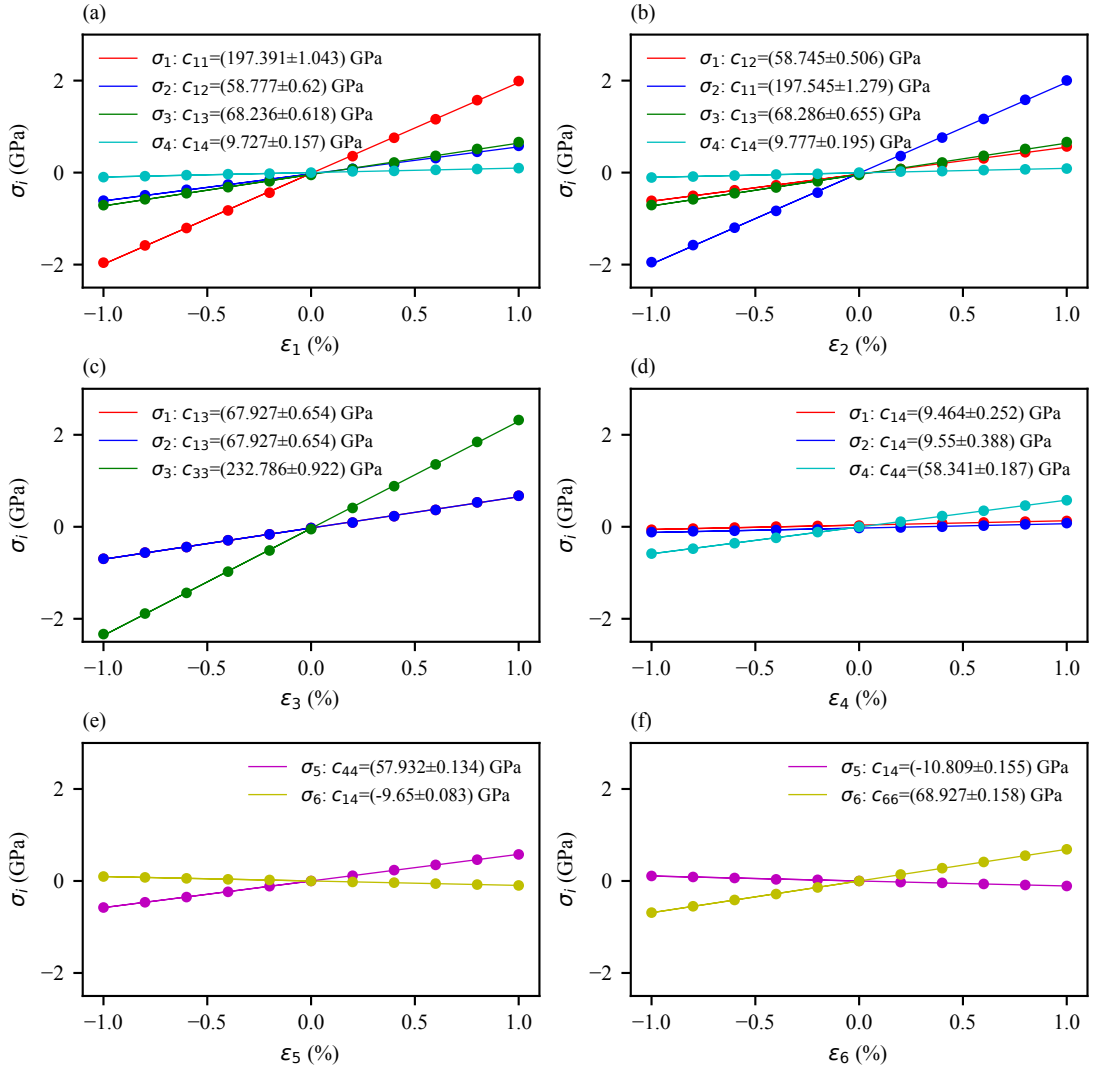 (a)
σ1: c11=(197.391±1.043) GPa
σ2: c12=(58.777±0.62) GPa
σ3: c13=(68.236±0.618) GPa
σ4: c14=(9.727±0.157) GPa
2
0
−2
σi (GPa)
−1.0 −0.5 0.0 0.5 1.0
ε1 (%)
(b)
σ1: c12=(58.745±0.506) GPa
σ2: c11=(197.545±1.279) GPa
σ3: c13=(68.286±0.655) GPa
σ4: c14=(9.777±0.195) GPa
2
0
−2
σi (GPa)
−1.0 −0.5 0.0 0.5 1.0
ε2 (%)
(c)
σ1: c13=(67.927±0.654) GPa
σ2: c13=(67.927±0.654) GPa
σ3: c33=(232.786±0.922) GPa
2
0
−2
σi (GPa)
−1.0 −0.5 0.0 0.5 1.0
ε3 (%)
(d)
σ1: c14=(9.464±0.252) GPa
σ2: c14=(9.55±0.388) GPa
σ4: c44=(58.341±0.187) GPa
2
0
−2
σi (GPa)
−1.0 −0.5 0.0 0.5 1.0
ε4 (%)
(e)
σ5: c44=(57.932±0.134) GPa
σ6: c14=(-9.65±0.083) GPa
2
0
−2
σi (GPa)
−1.0 −0.5 0.0 0.5 1.0
ε5 (%)
(f)
σ5: c14=(-10.809±0.155) GPa
σ6: c66=(68.927±0.158) GPa
2
0
−2
σi (GPa)
−1.0 −0.5 0.0 0.5 1.0
ε6 (%)